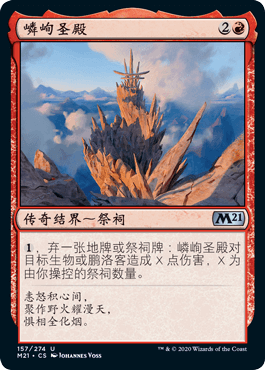 嶙峋圣殿 2
传奇结界～祭祠 M21
1，弃一张地牌或祭祠牌：嶙峋圣殿对
目标生物或鹏洛客造成 X 点伤害，X 为
由你操控的祭祠数量。
恚怒积心间，
聚作野火耀漫天，
惧相全化烟。
157/274 U
M21 • CS JOHANNES VOSS
™ & © 2020 Wizards of the Coast